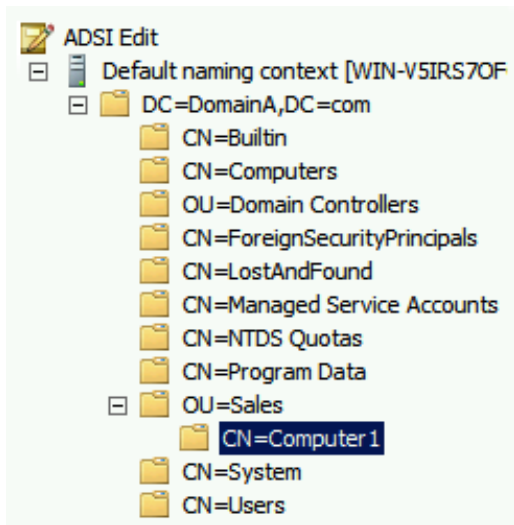 ADSI Edit
Default naming context [WIN-V5IRS7OF
DC=DomainA,DC=com
CN=Builtin
CN=Computers
OU=Domain Controllers
CN=ForeignSecurityPrincipals
CN=LostAndFound
CN=Managed Service Accounts
CN=NTDS Quotas
CN=Program Data
OU=Sales
CN=Computer1
CN=System
CN=Users